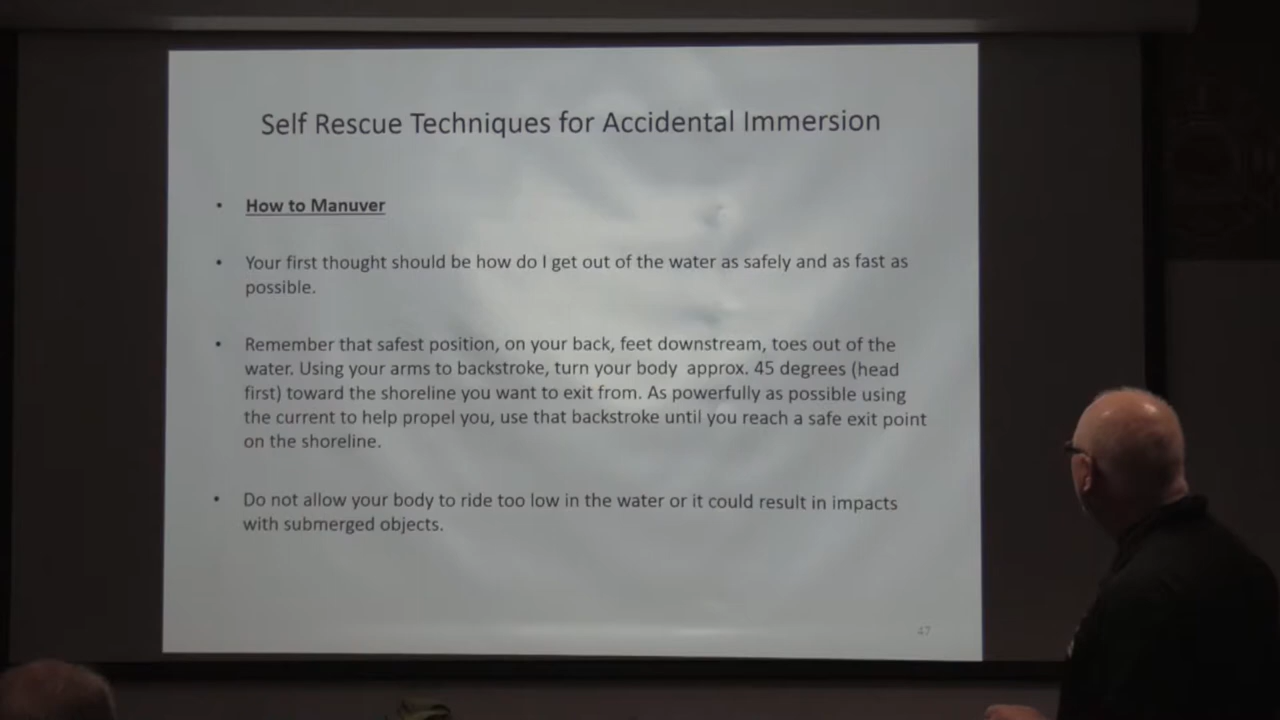 Self Rescue Techniques for Accidental Immersion
• How to Manuver
• Your first thought should be how do I get out of the water as safely and as fast as
possible.
• Remember that safest position, on your back, feet downstream, toes out of the
water. Using your arms to backstroke, turn your body approx. 45 degrees (head
first) toward the shoreline you want to exit from. As powerfully as possible using
the current to help propel you, use that backstroke until you reach a safe exit point
on the shoreline.
• Do not allow your body to ride too low in the water or it could result in impacts
with submerged objects.
47